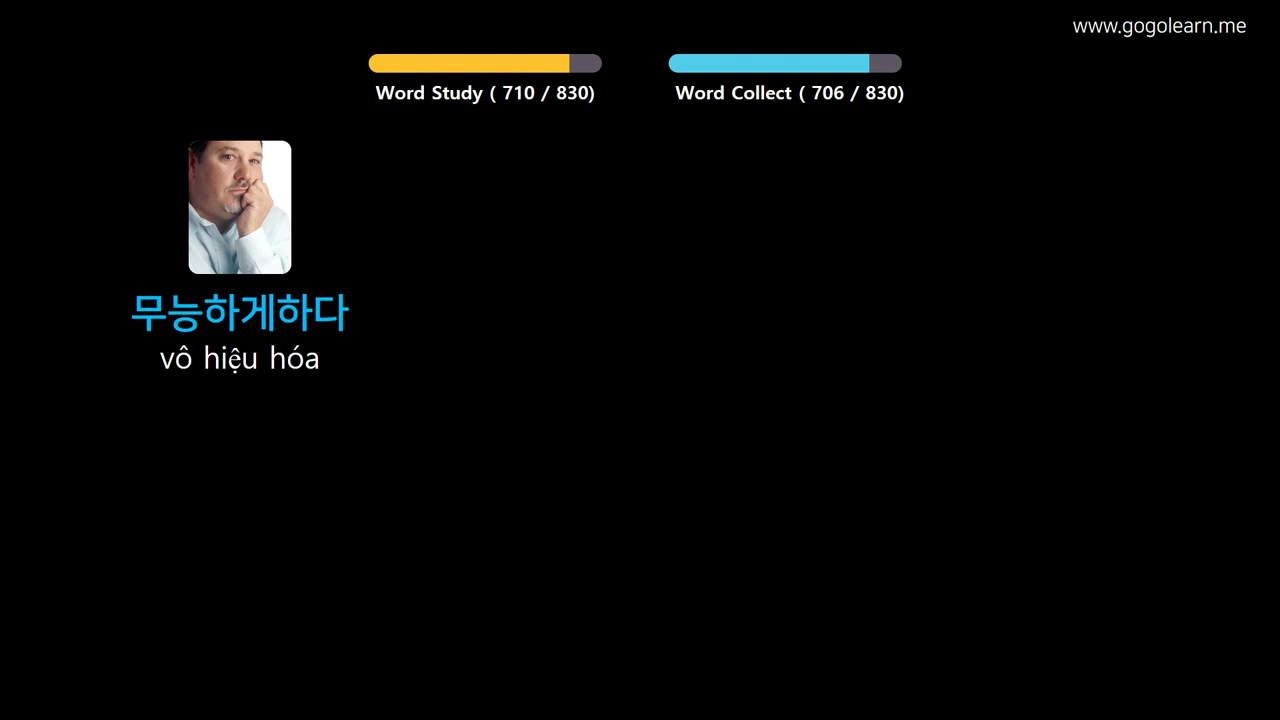 www.gogolearn.me
Word Study ( 710 / 830)
Word Collect ( 706 / 830)
무능하게하다
vô hiệu hóa